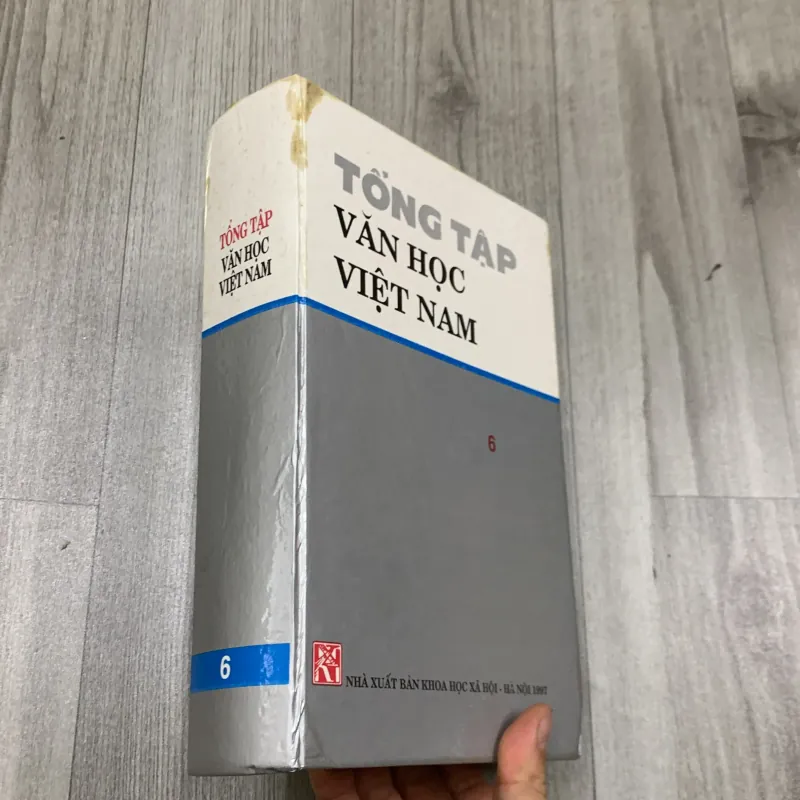 TỔNG TẬP
VĂN HỌC
VIỆT NAM
6
TỔNG TẬP
VĂN HỌC
VIỆT NAM
6
NHÀ XUẤT BẢN KHOA HỌC XÃ HỘI - HÀ NỘI 1997